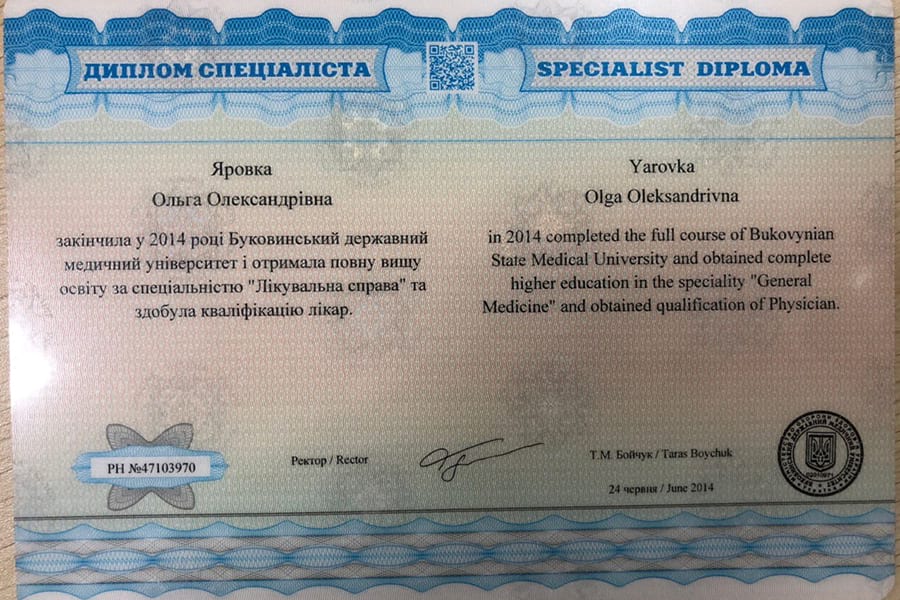 ДИПЛОМ СПЕЦІАЛІСТА
Яровка
Ольга Олександрівна
закінчила у 2014 році Буковинський державний
медичний університет і отримала повну вищу
освіту за спеціальністю "Лікувальна справа" та
здобула кваліфікацію лікар.
SPECIALIST DIPLOMA
Yarovka
Olga Oleksandrivna
in 2014 completed the full course of Bukovynian
State Medical University and obtained complete
higher education in the speciality "General
Medicine" and obtained qualification of Physician.
РН №47103970
Ректор / Rector
Т.М. Бойчук / Taras Boychuk
24 червня / June 2014